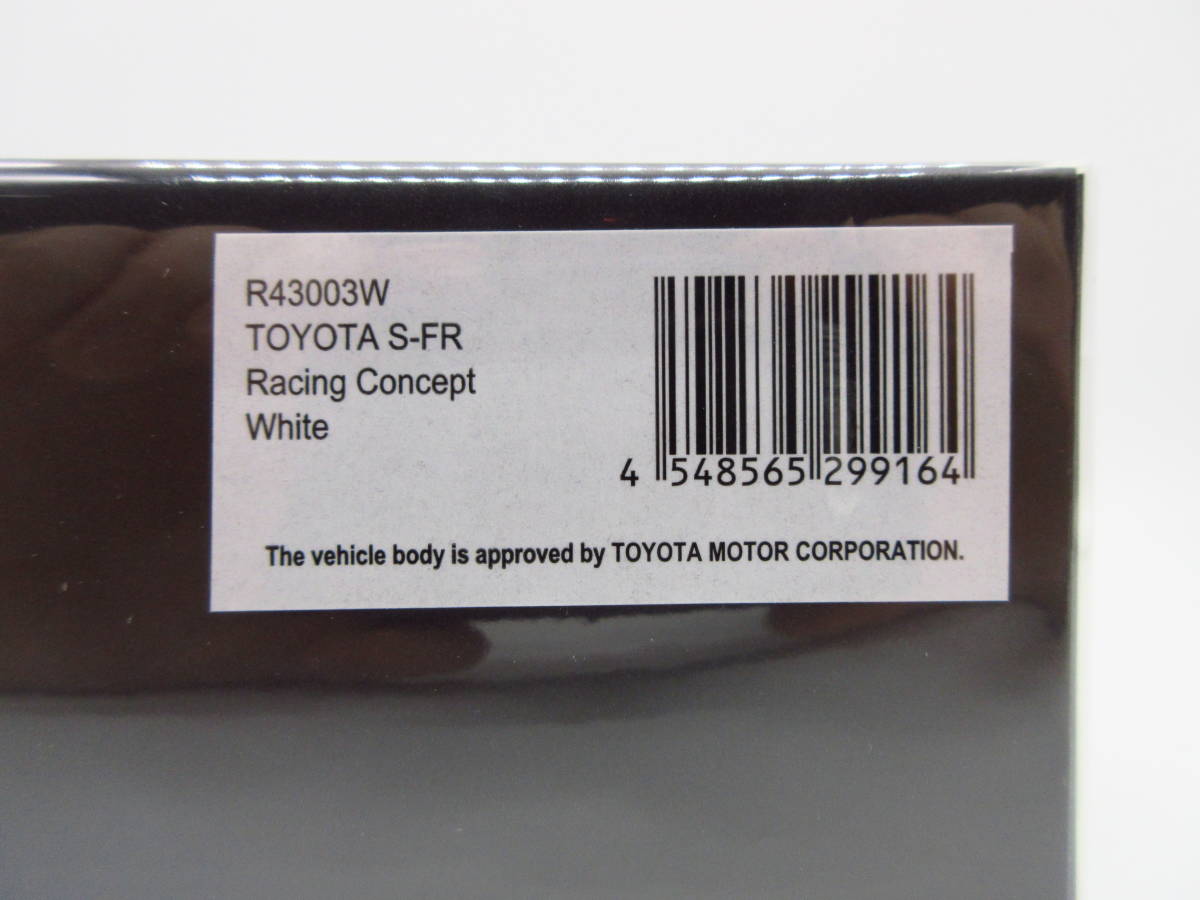 R43003W
TOYOTA S-FR
Racing Concept
White
4 548565 299164
The vehicle body is approved by TOYOTA MOTOR CORPORATION.